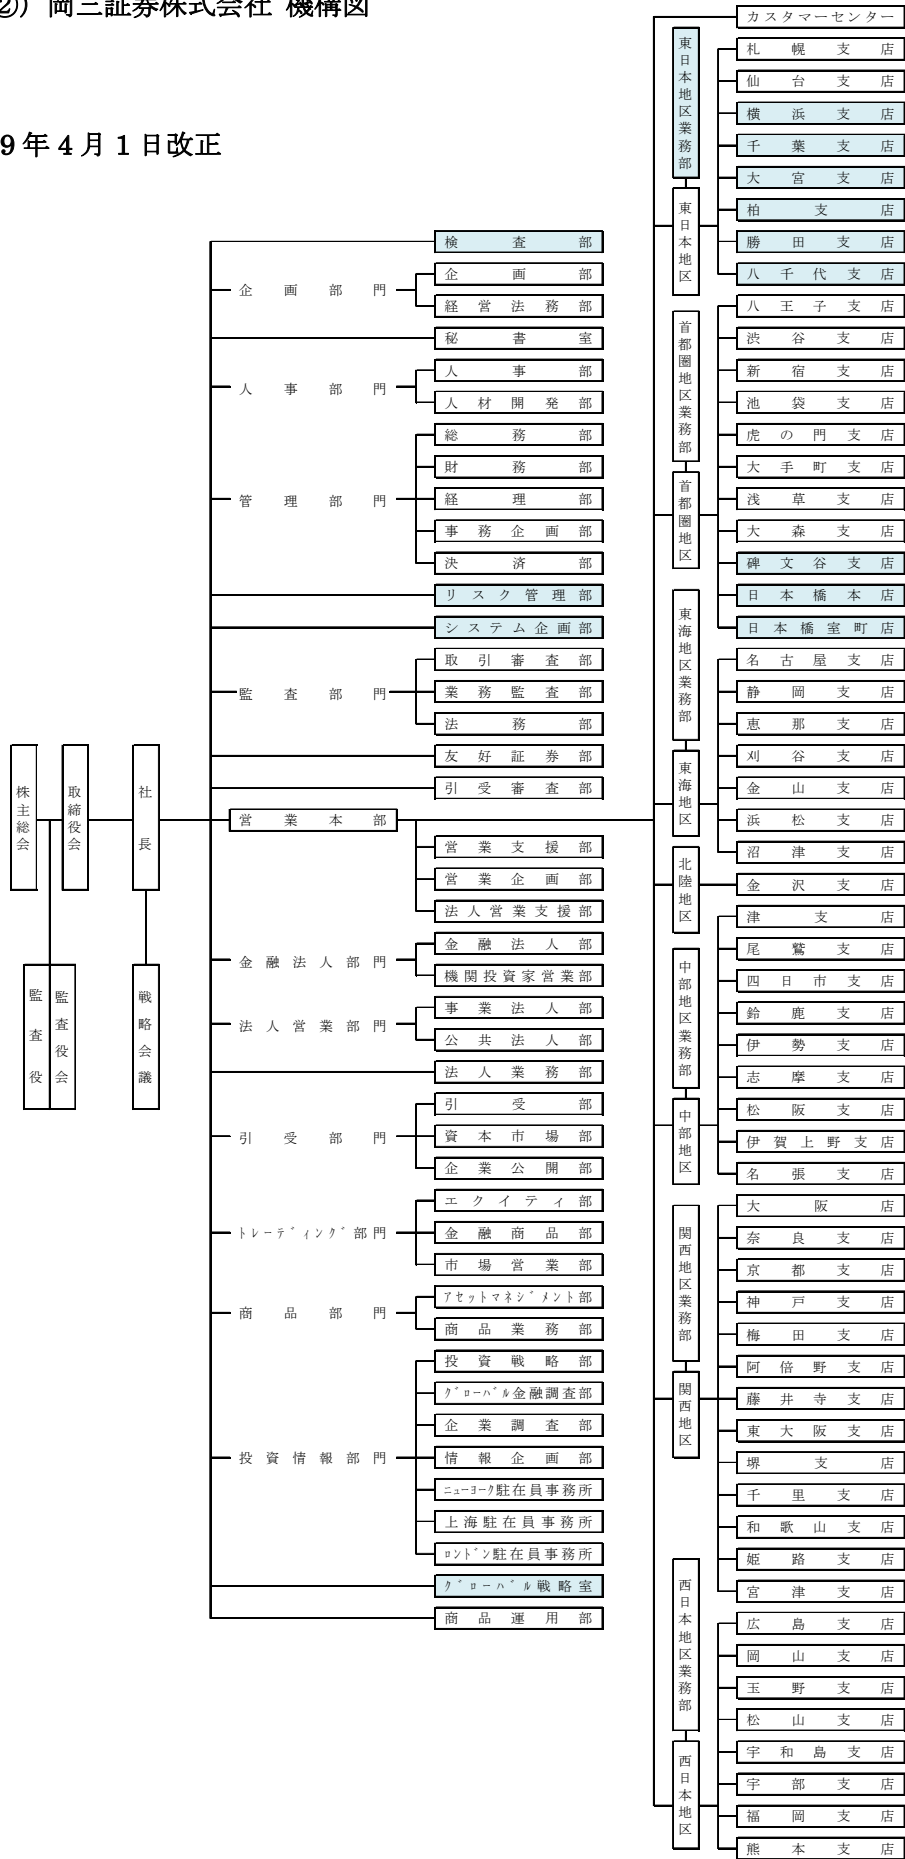 ②）岡三証券株式会社 機構図
9年4月1日改正
株主総会
取締役会
社長
監査役
監査役会
戦略会議
検査部
企画部門
企画部
経営法務部
秘書室
人事部門
人事部
人材開発部
管理部門
総務部
財務部
経理部
事務企画部
決済部
リスク管理部
システム企画部
監査部門
取引審査部
業務監査部
法務部
友好証券部
引受審査部
営業本部
営業支援部
営業企画部
法人営業支援部
金融法人部門
金融法人部
機関投資家営業部
法人営業部門
事業法人部
公共法人部
法人業務部
引受部門
引受部
資本市場部
企業公開部
ﾄﾚｰﾃﾞｨﾝｸﾞ部門
エクイティ部
金融商品部
市場営業部
商品部門
ｱｾｯﾄﾏﾈｼﾞﾒﾝﾄ部
商品業務部
投資情報部門
投資戦略部
ｸﾞﾛｰﾊﾞﾙ金融調査部
企業調査部
情報企画部
ﾆｭｰﾖｰｸ駐在員事務所
上海駐在員事務所
ﾛﾝﾄﾞﾝ駐在員事務所
ｸﾞﾛｰﾊﾞﾙ戦略室
商品運用部
カスタマーセンター
東日本地区業務部
東日本地区
札幌支店
仙台支店
横浜支店
千葉支店
大宮支店
柏支店
勝田支店
八千代支店
首都圏地区業務部
首都圏地区
八王子支店
渋谷支店
新宿支店
池袋支店
虎の門支店
大手町支店
浅草支店
大森支店
碑文谷支店
日本橋本店
日本橋室町店
東海地区業務部
東海地区
名古屋支店
静岡支店
恵那支店
刈谷支店
金山支店
浜松支店
沼津支店
北陸地区
金沢支店
中部地区業務部
中部地区
津支店
尾鷲支店
四日市支店
鈴鹿支店
伊勢支店
志摩支店
松阪支店
伊賀上野支店
名張支店
関西地区業務部
関西地区
大阪店
奈良支店
京都支店
神戸支店
梅田支店
阿倍野支店
藤井寺支店
東大阪支店
堺支店
千里支店
和歌山支店
姫路支店
宮津支店
西日本地区業務部
西日本地区
広島支店
岡山支店
玉野支店
松山支店
宇和島支店
宇部支店
福岡支店
熊本支店